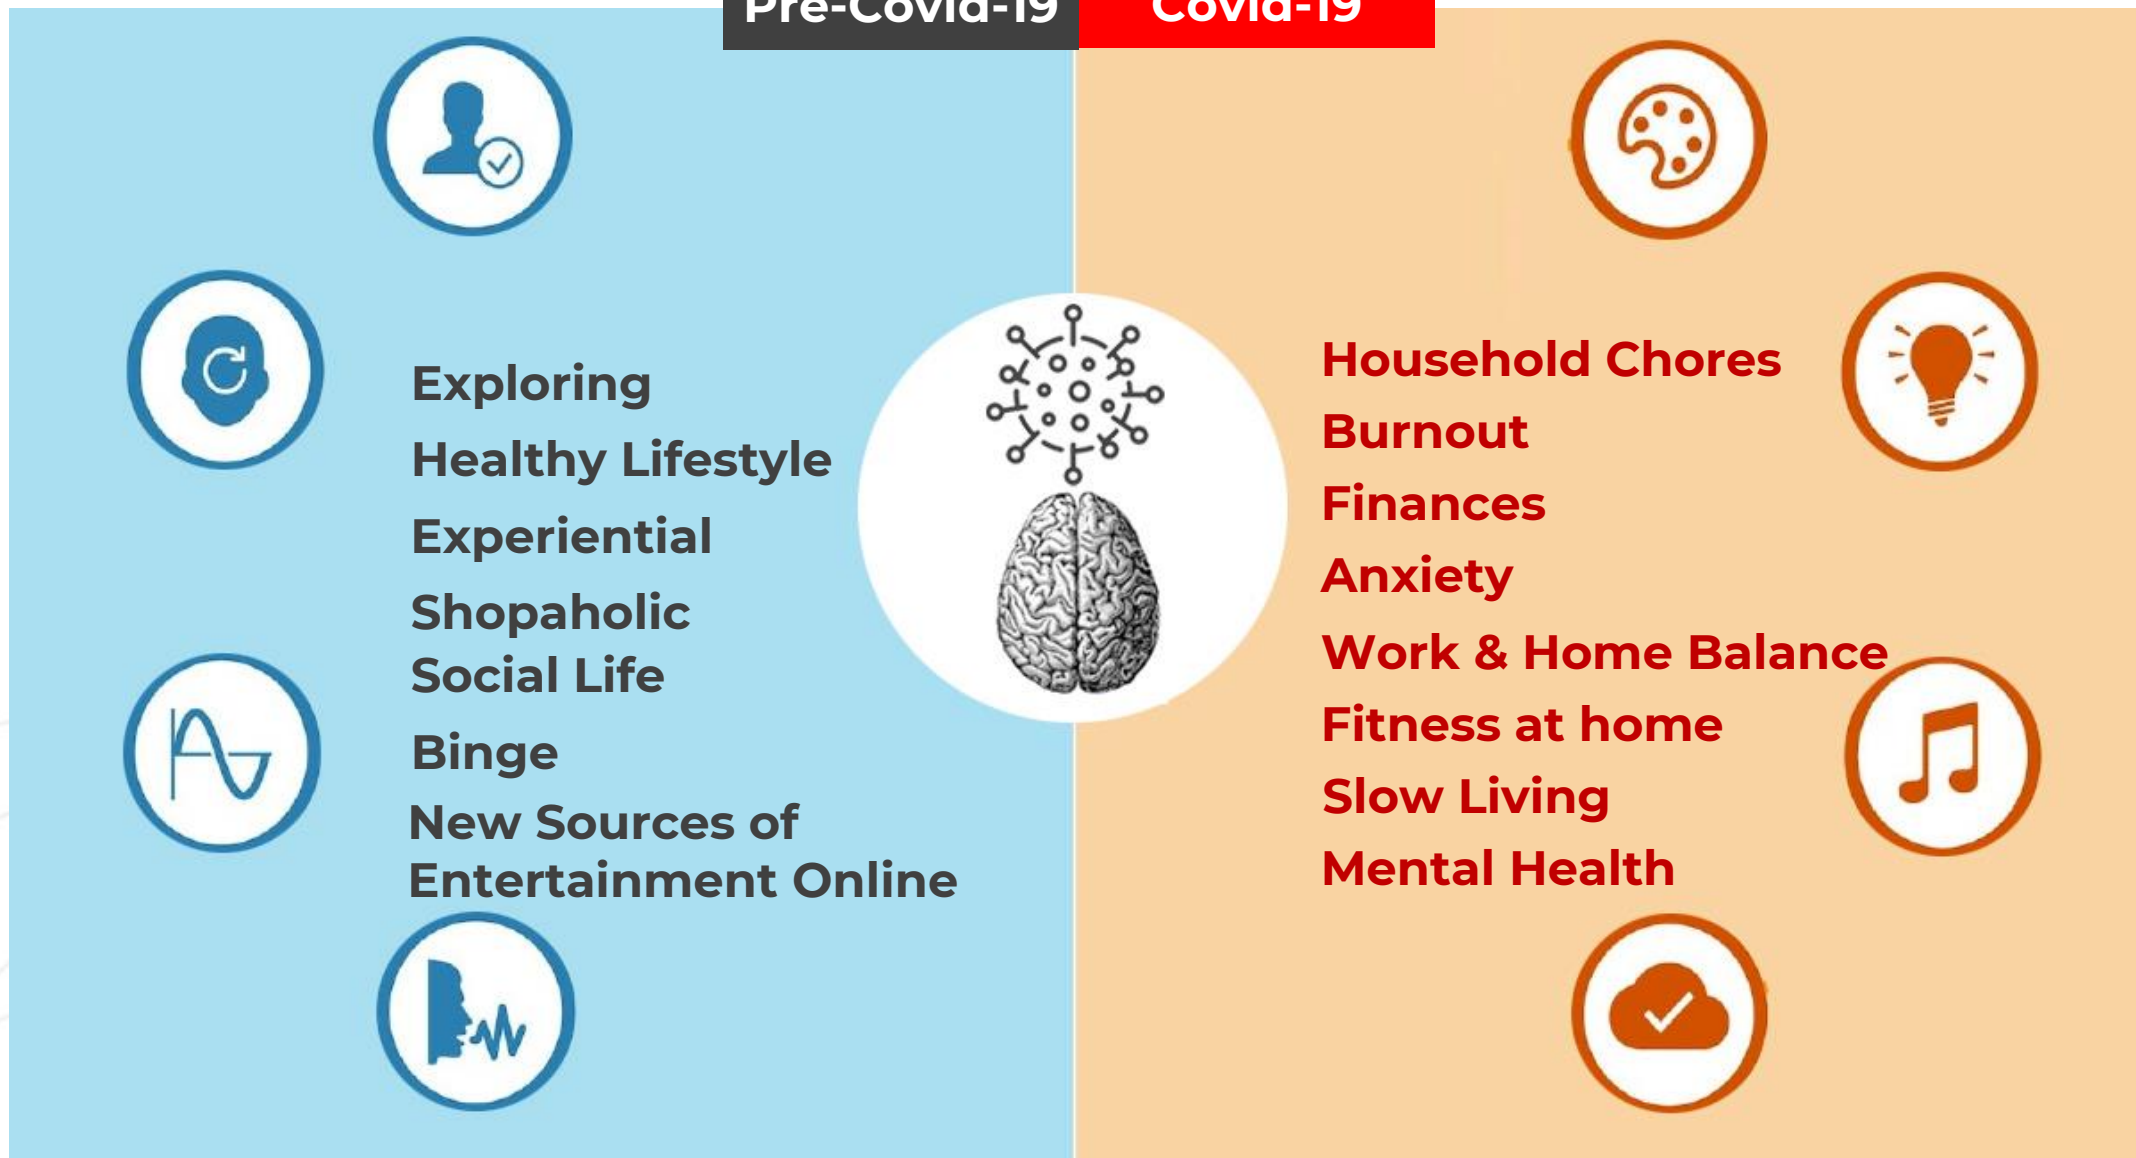 Pre-Covid-19
Covid-19
Exploring
Healthy Lifestyle
Experiential
Shopaholic
Social Life
Binge
New Sources of
Entertainment Online
Household Chores
Burnout
Finances
Anxiety
Work & Home Balance
Fitness at home
Slow Living
Mental Health